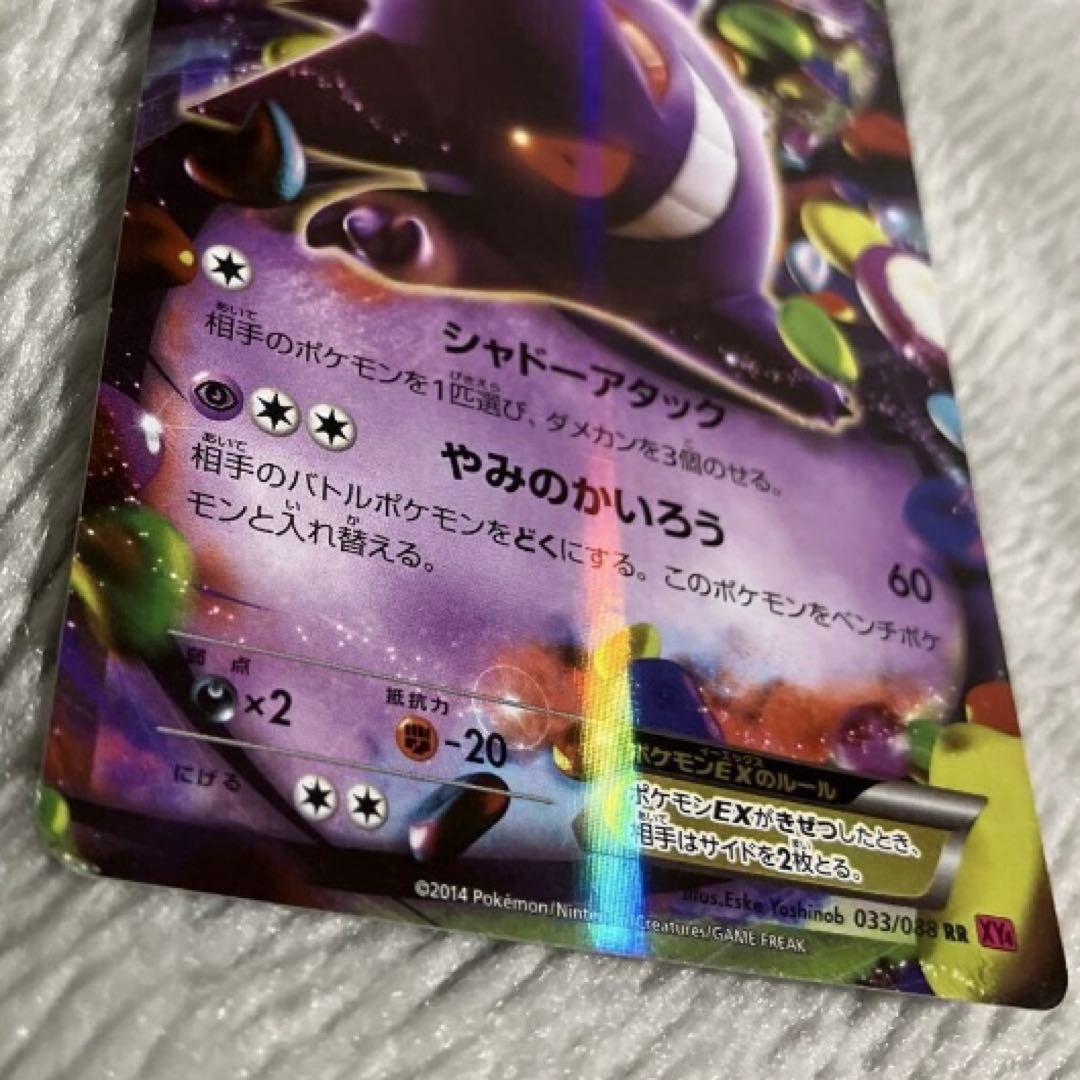 シャドーアタック
相手のポケモンを1匹選び、ダメカンを3個のせる。
やみのかいろう 60
相手のバトルポケモンをどくにする。このポケモンをベンチポケ
モンと入れ替える。
弱点 抵抗力
×2 -20
にげる
ポケモンEXのルール
ポケモンEXがきぜつしたとき、
相手はサイドを2枚とる。
Illus.Eske Yoshinob 033/088 RR XY4
©2014 Pokémon/Nintendo/Creatures/GAME FREAK